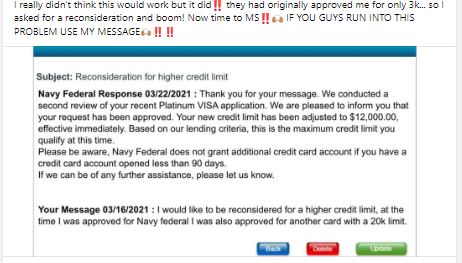 I really didn't think this would work but it did‼️ they had originally approved me for only 3k... so I
asked for a reconsideration and boom! Now time to MS‼️ IF YOU GUYS RUN INTO THIS
PROBLEM USE MY MESSAGE ‼️ ‼️
Subject: Reconsideration for higher credit limit
Navy Federal Response 03/22/2021 : Thank you for your message. We conducted a
second review of your recent Platinum VISA application. We are pleased to inform you that
your request has been approved. Your new credit limit has been adjusted to $12,000.00,
effective immediately. Based on our lending criteria, this is the maximum credit limit you
qualify at this time.
Please be aware, Navy Federal does not grant additional credit card account if you have a
credit card account opened less than 90 days.
If we can be of any further assistance, please let us know.
Your Message 03/16/2021 : I would like to be reconsidered for a higher credit limit, at the
time I was approved for Navy federal I was also approved for another card with a 20k limit.
Back Delete Update